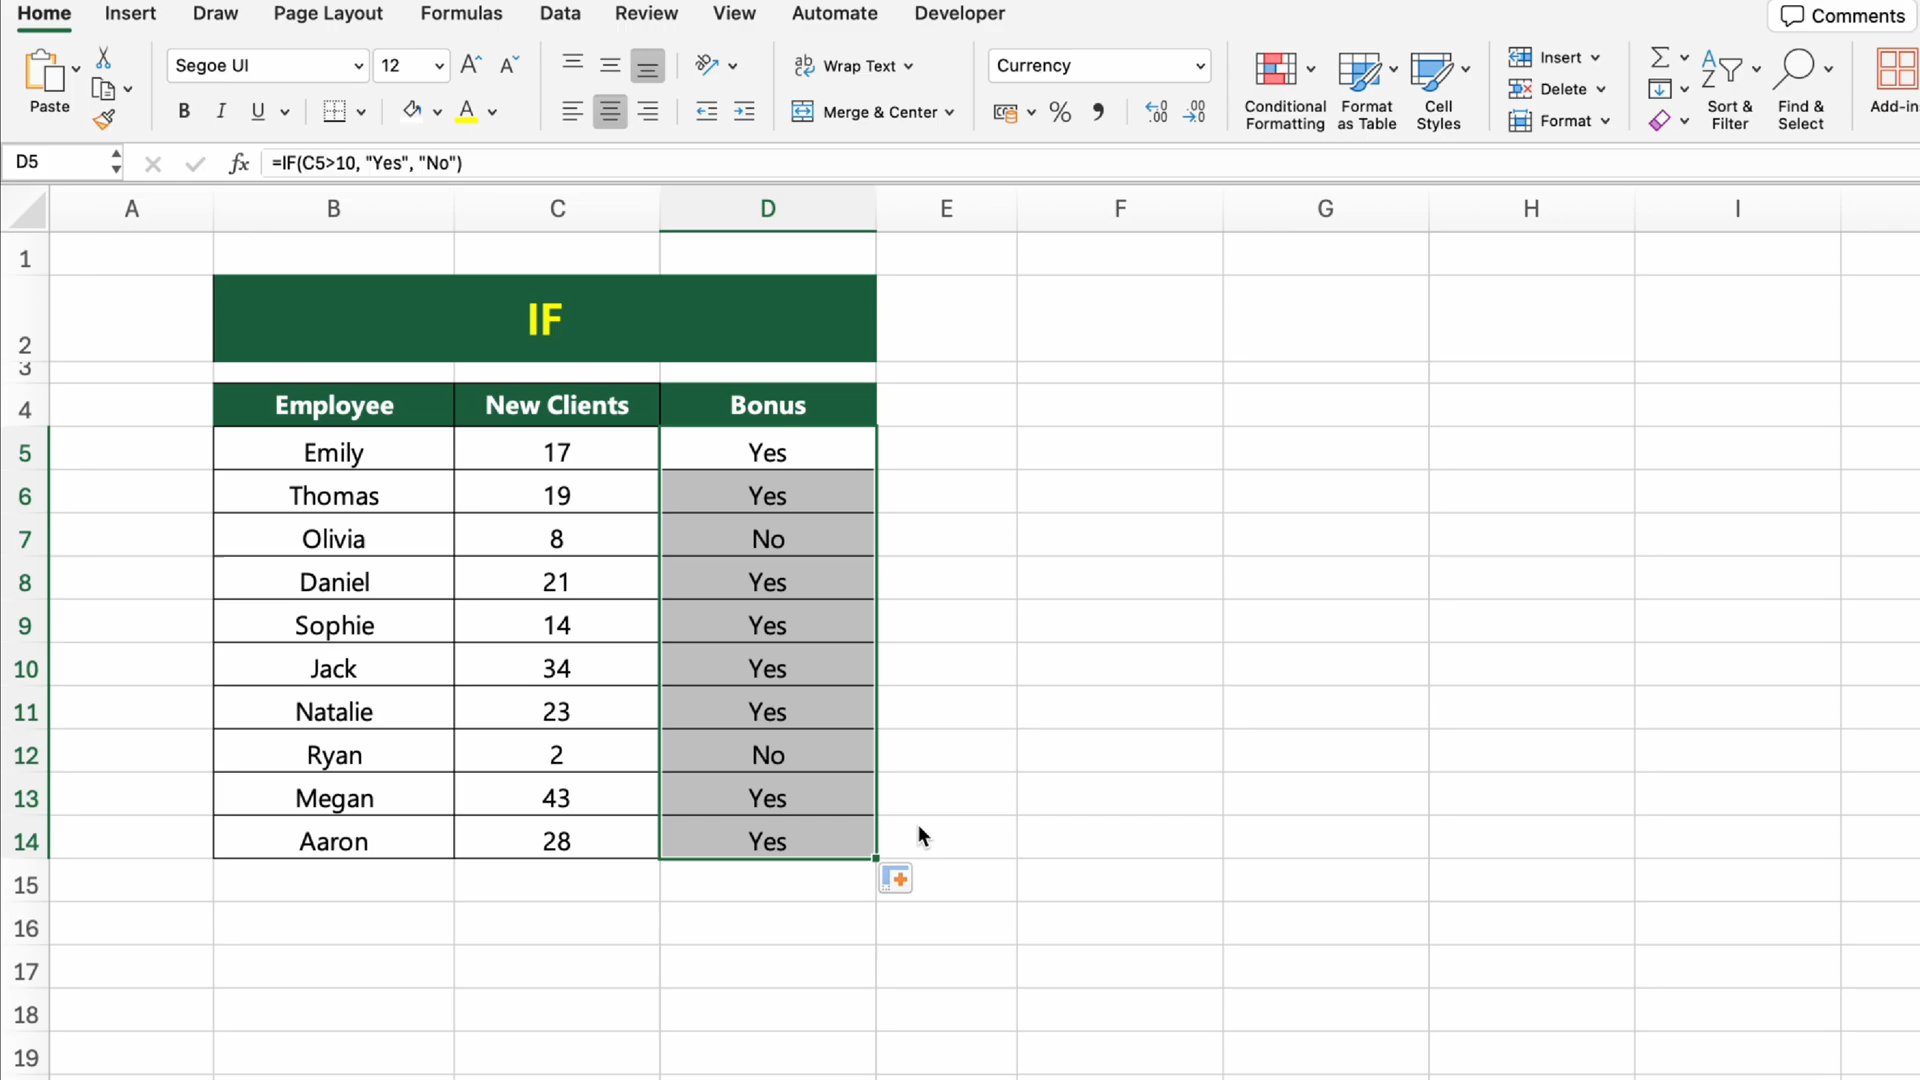 Home Insert Draw Page Layout Formulas Data Review View Automate Developer Comments
Paste
Segoe UI 12
B I U A
ab Wrap Text
Merge & Center
Currency
% , .00
Conditional Formatting
Format as Table
Cell Styles
Insert
Delete
Format
Sort & Filter
Find & Select
Add-in
D5 fx =IF(C5>10, "Yes", "No")
A B C D E F G H I
1
2 IF
3
4 Employee New Clients Bonus
5 Emily 17 Yes
6 Thomas 19 Yes
7 Olivia 8 No
8 Daniel 21 Yes
9 Sophie 14 Yes
10 Jack 34 Yes
11 Natalie 23 Yes
12 Ryan 2 No
13 Megan 43 Yes
14 Aaron 28 Yes
15
16
17
18
19